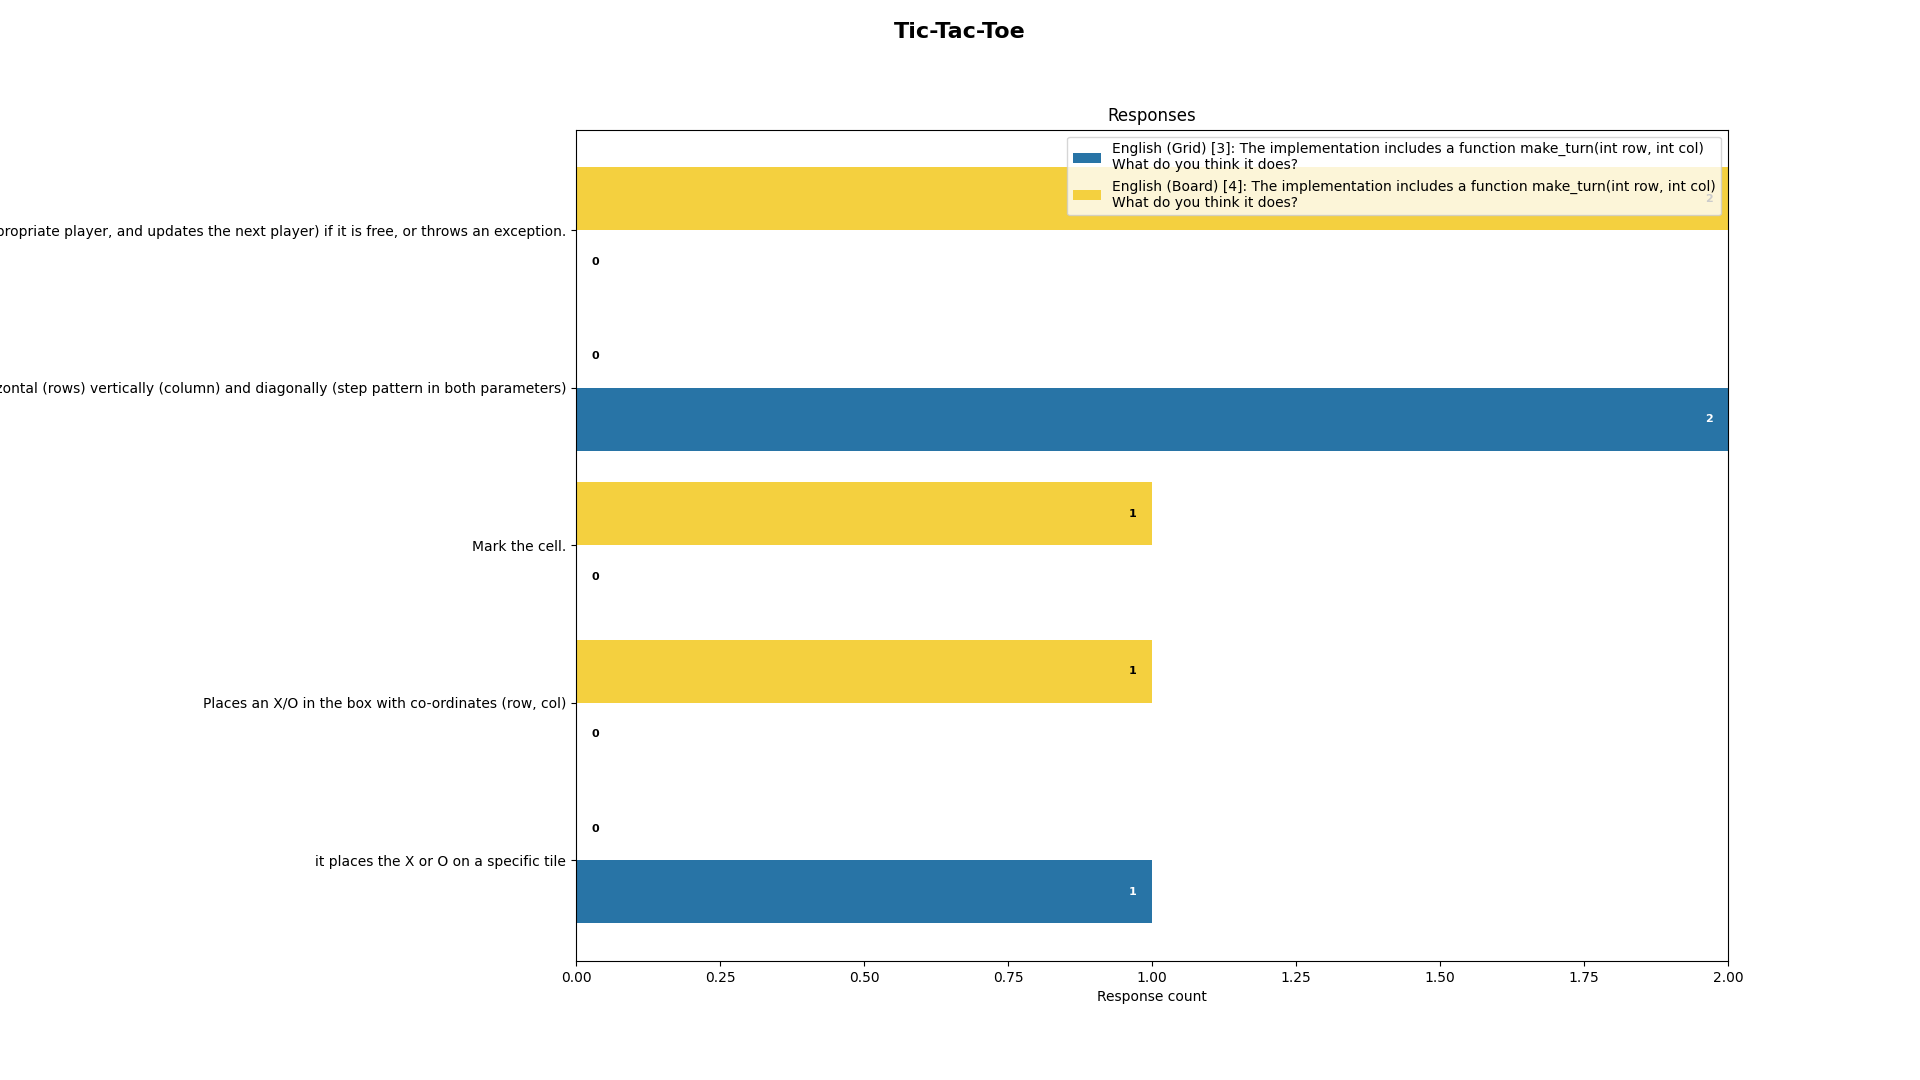 Tic-Tac-Toe
Responses
English (Grid) [3]: The implementation includes a function make_turn(int row, int col)
What do you think it does?
English (Board) [4]: The implementation includes a function make_turn(int row, int col)
What do you think it does?
2
player, and updates the next player) if it is free, or throws an exception.
0
0
(rows) vertically (column) and diagonally (step pattern in both parameters)
2
1
Mark the cell.
0
1
Places an X/O in the box with co-ordinates (row, col)
0
0
it places the X or O on a specific tile
1
0.00 0.25 0.50 0.75 1.00 1.25 1.50 1.75 2.00
Response count